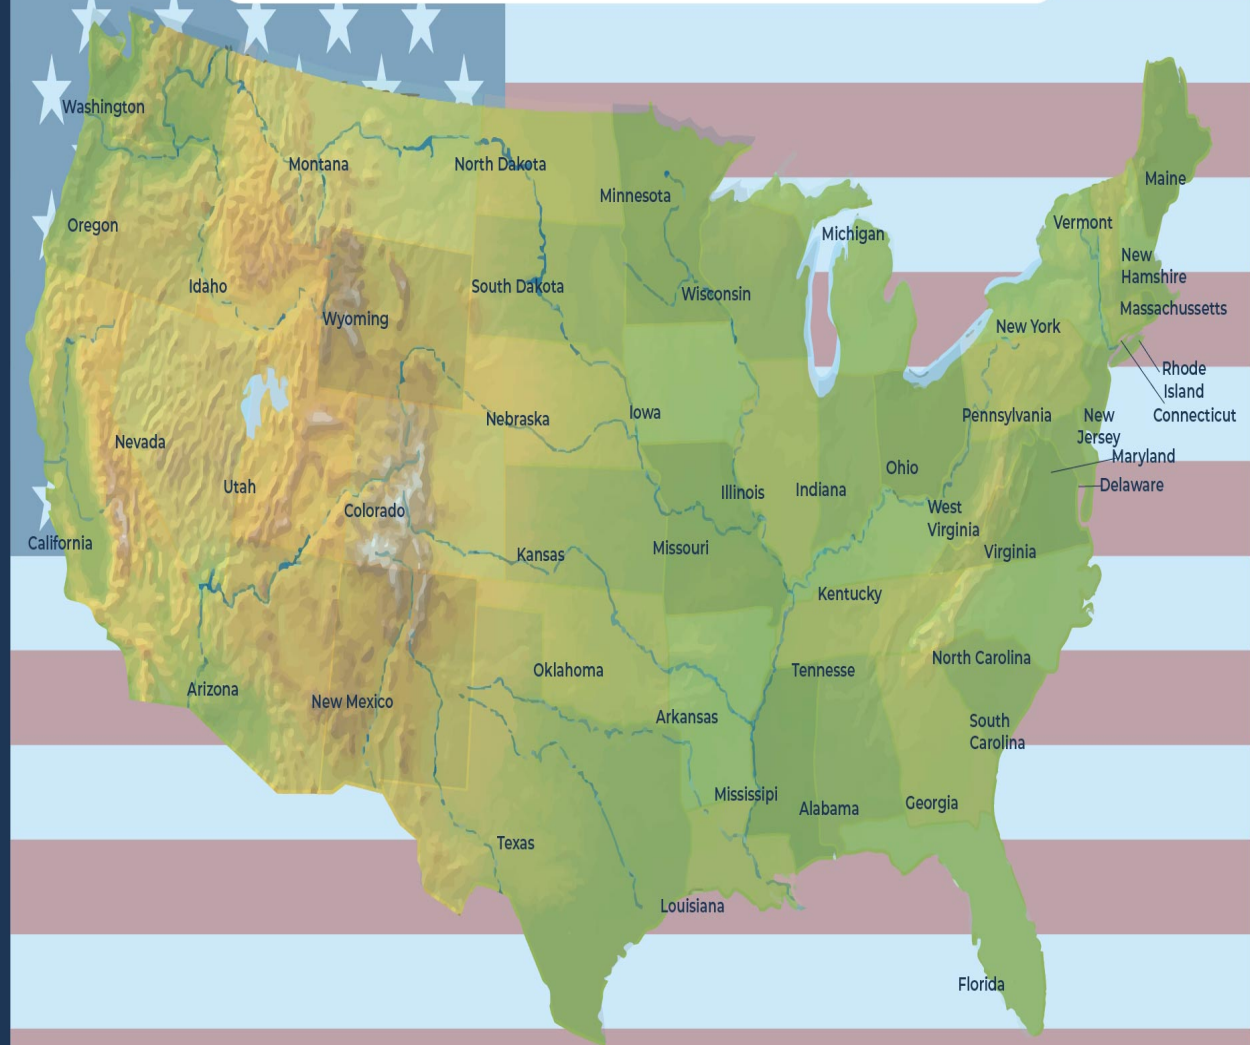 Washington
Montana
North Dakota
Minnesota
Maine
Oregon
Vermont
Michigan
New
Hamshire
Idaho
South Dakota
Wisconsin
Massachussetts
Wyoming
New York
Rhode
Island
Connecticut
Nebraska
Iowa
Pennsylvania
New
Jersey
Nevada
Maryland
Ohio
Utah
Delaware
Illinois
Indiana
Colorado
West
Virginia
California
Kansas
Missouri
Virginia
Kentucky
North Carolina
Oklahoma
Tennesse
Arizona
New Mexico
Arkansas
South
Carolina
Mississipi
Alabama
Georgia
Texas
Louisiana
Florida